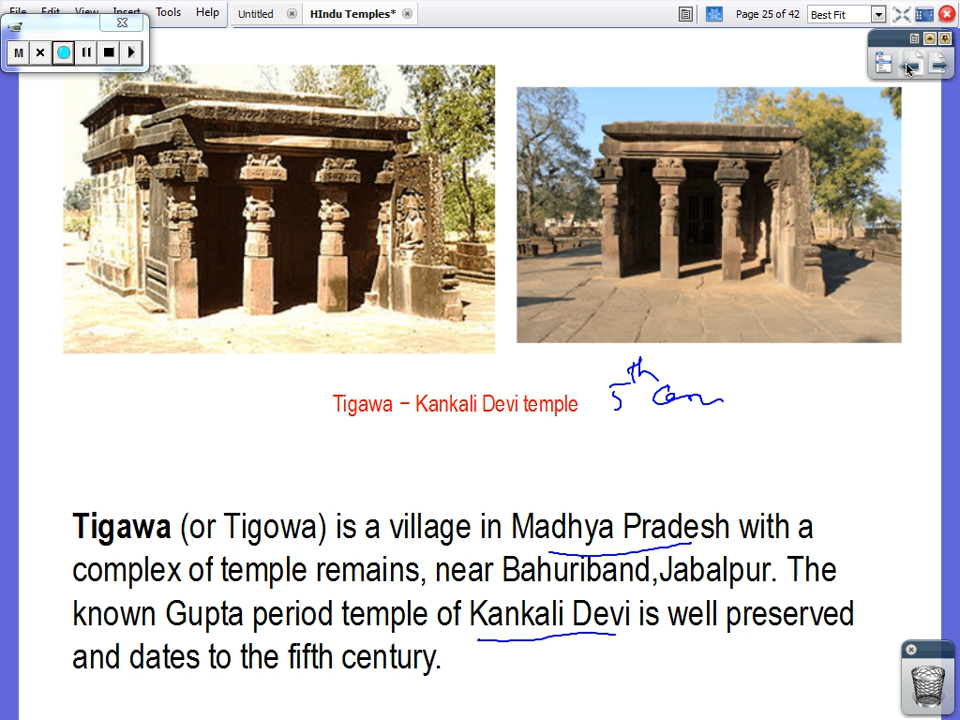 File Edit View Insert Tools Help Untitled HIndu Temples* Page 25 of 42 Best Fit
M
Tigawa – Kankali Devi temple 5th Cen
Tigawa (or Tigowa) is a village in Madhya Pradesh with a
complex of temple remains, near Bahuriband,Jabalpur. The
known Gupta period temple of Kankali Devi is well preserved
and dates to the fifth century.